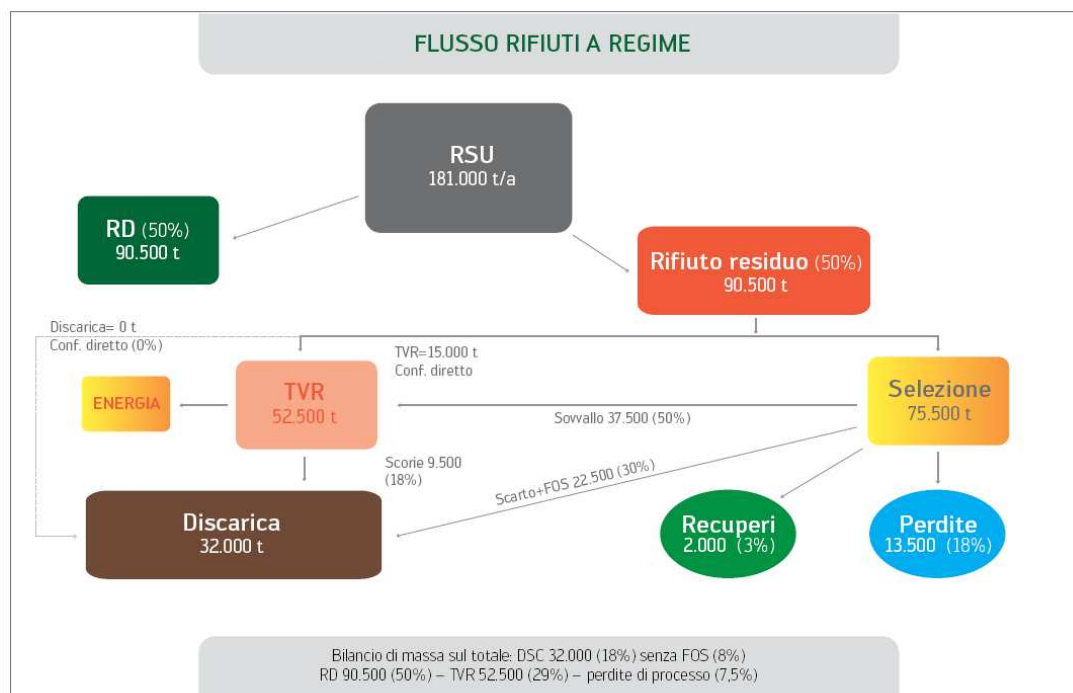 FLUSSO RIFIUTI A REGIME
RSU
181.000 t/a
RD (50%)
90.500 t
Rifiuto residuo (50%)
90.500 t
Discarica= 0 t
Conf. diretto (0%)
TVR=15.000 t
Conf. diretto
ENERGIA
TVR
52.500 t
Selezione
75.500 t
Sovvallo 37.500 (50%)
Scorie 9.500
(18%)
Scarto+FOS 22.500 (30%)
Discarica
32.000 t
Recuperi
2.000 (3%)
Perdite
13.500 (18%)
Bilancio di massa sul totale: DSC 32.000 (18%) senza FOS (8%)
RD 90.500 (50%) – TVR 52.500 (29%) – perdite di processo (7,5%)